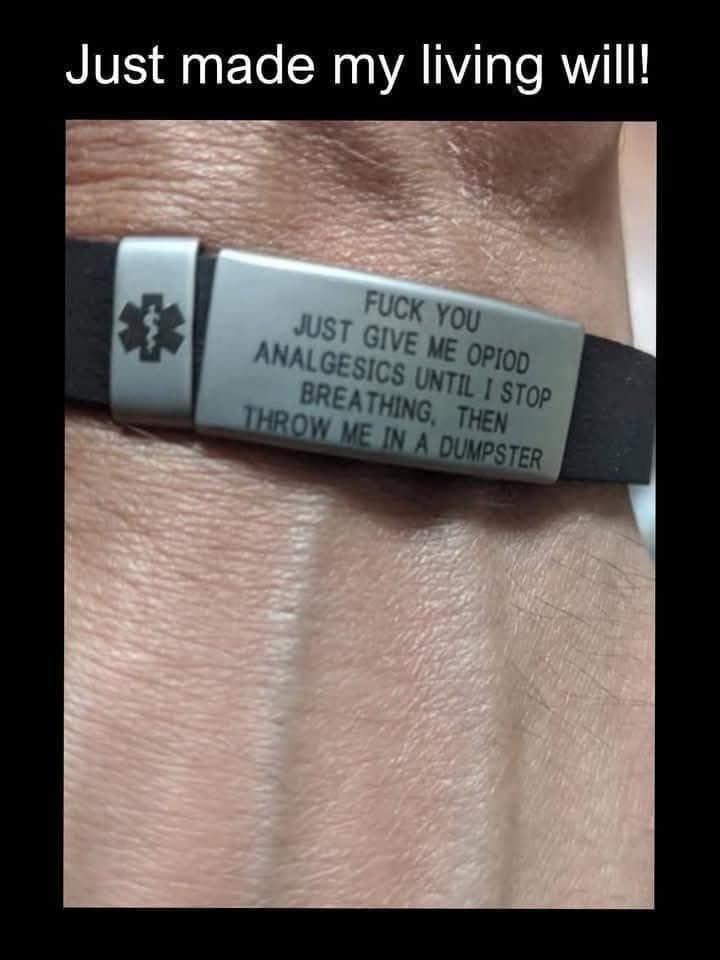 Just made my living will!
FUCK YOU
JUST GIVE ME OPIOD
ANALGESICS UNTIL I STOP
BREATHING, THEN
THROW ME IN A DUMPSTER